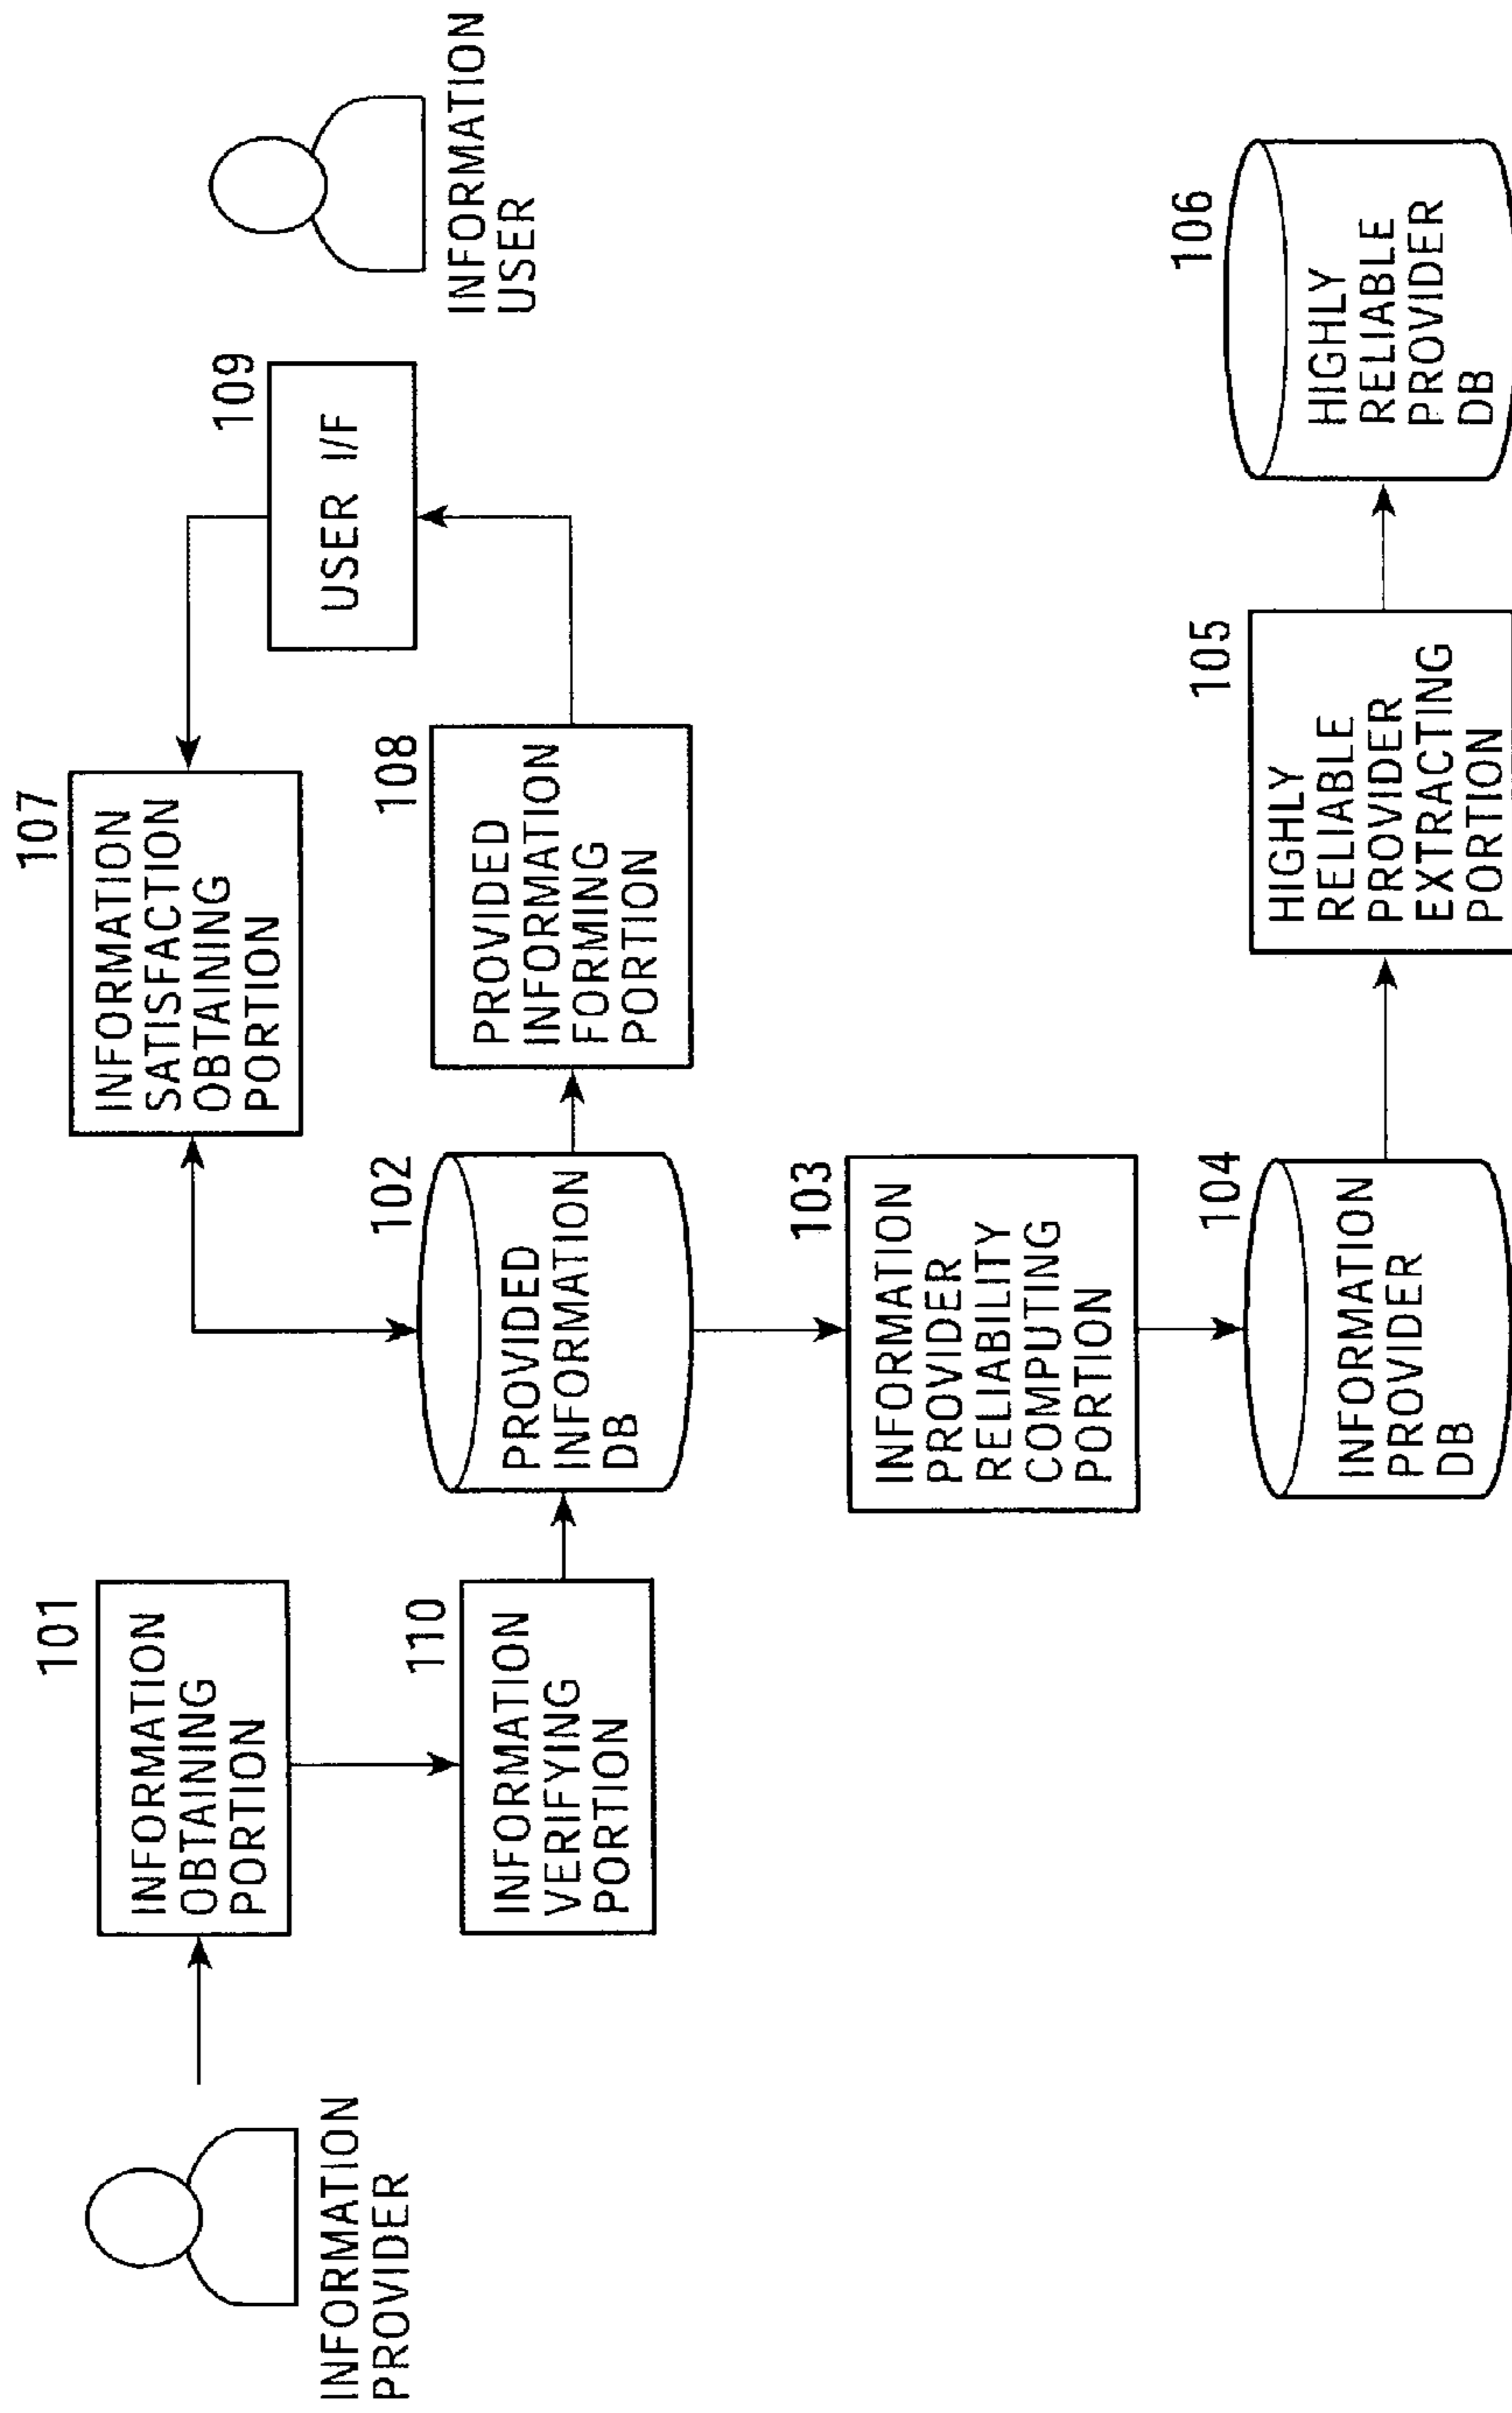 INFORMATION
PROVIDER
101
INFORMATION
OBTAINING
PORTION
110
INFORMATION
VERIFYING
PORTION
102
PROVIDED
INFORMATION
DB
107
INFORMATION
SATISFACTION
OBTAINING
PORTION
108
PROVIDED
INFORMATION
FORMING
PORTION
109
USER I/F
INFORMATION
USER
103
INFORMATION
PROVIDER
RELIABILITY
COMPUTING
PORTION
104
INFORMATION
PROVIDER
DB
105
HIGHLY
RELIABLE
PROVIDER
EXTRACTING
PORTION
106
HIGHLY
RELIABLE
PROVIDER
DB